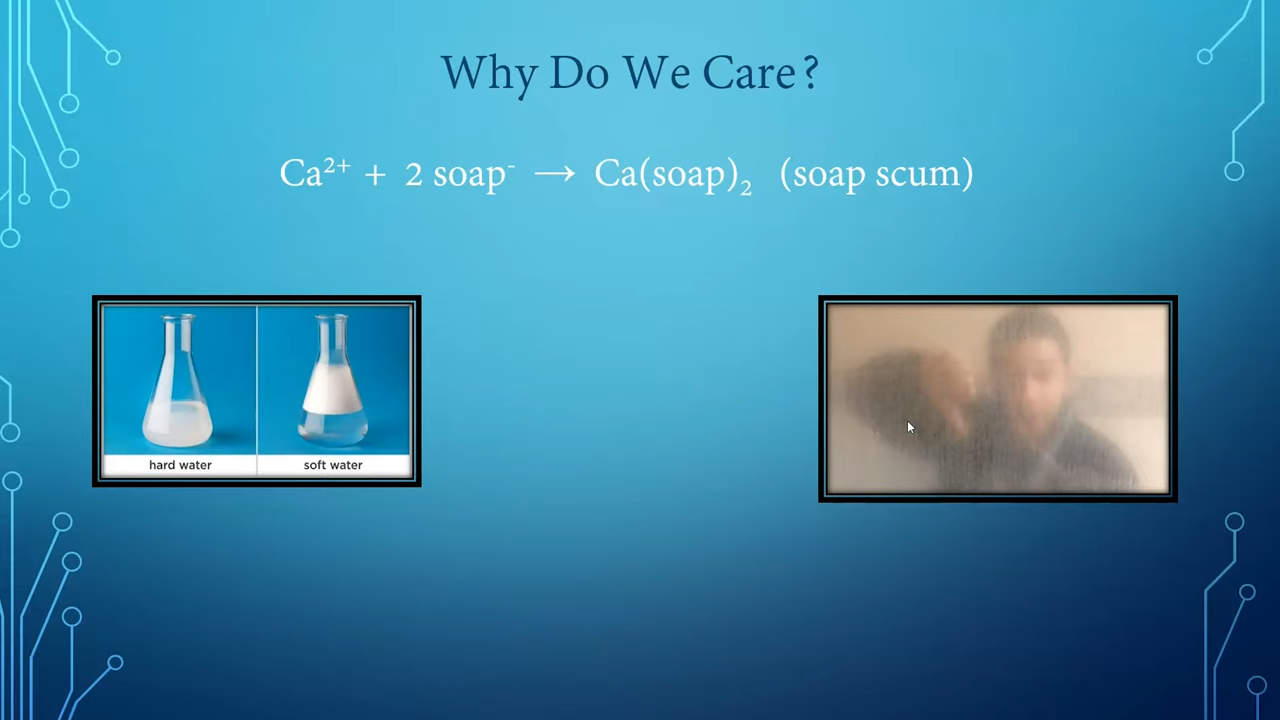 Why Do We Care?
Ca²⁺ + 2 soap⁻ → Ca(soap)₂ (soap scum)
hard water
soft water